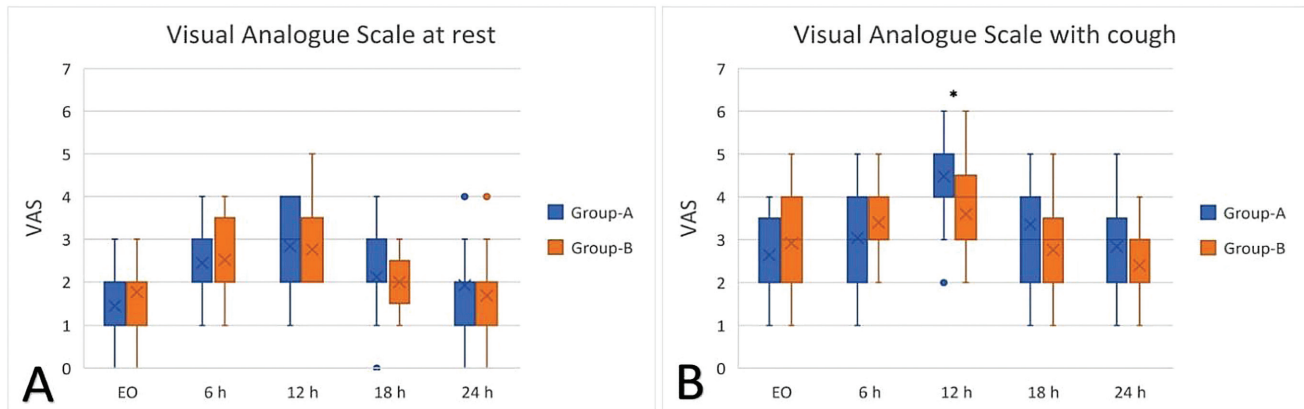 Visual Analogue Scale at rest
7
6
5
4
3
2
1
0
VAS
EO 6 h 12 h 18 h 24 h
Group-A
Group-B
A
Visual Analogue Scale with cough
7
6
5
4
3
2
1
0
VAS
*
EO 6 h 12 h 18 h 24 h
Group-A
Group-B
B